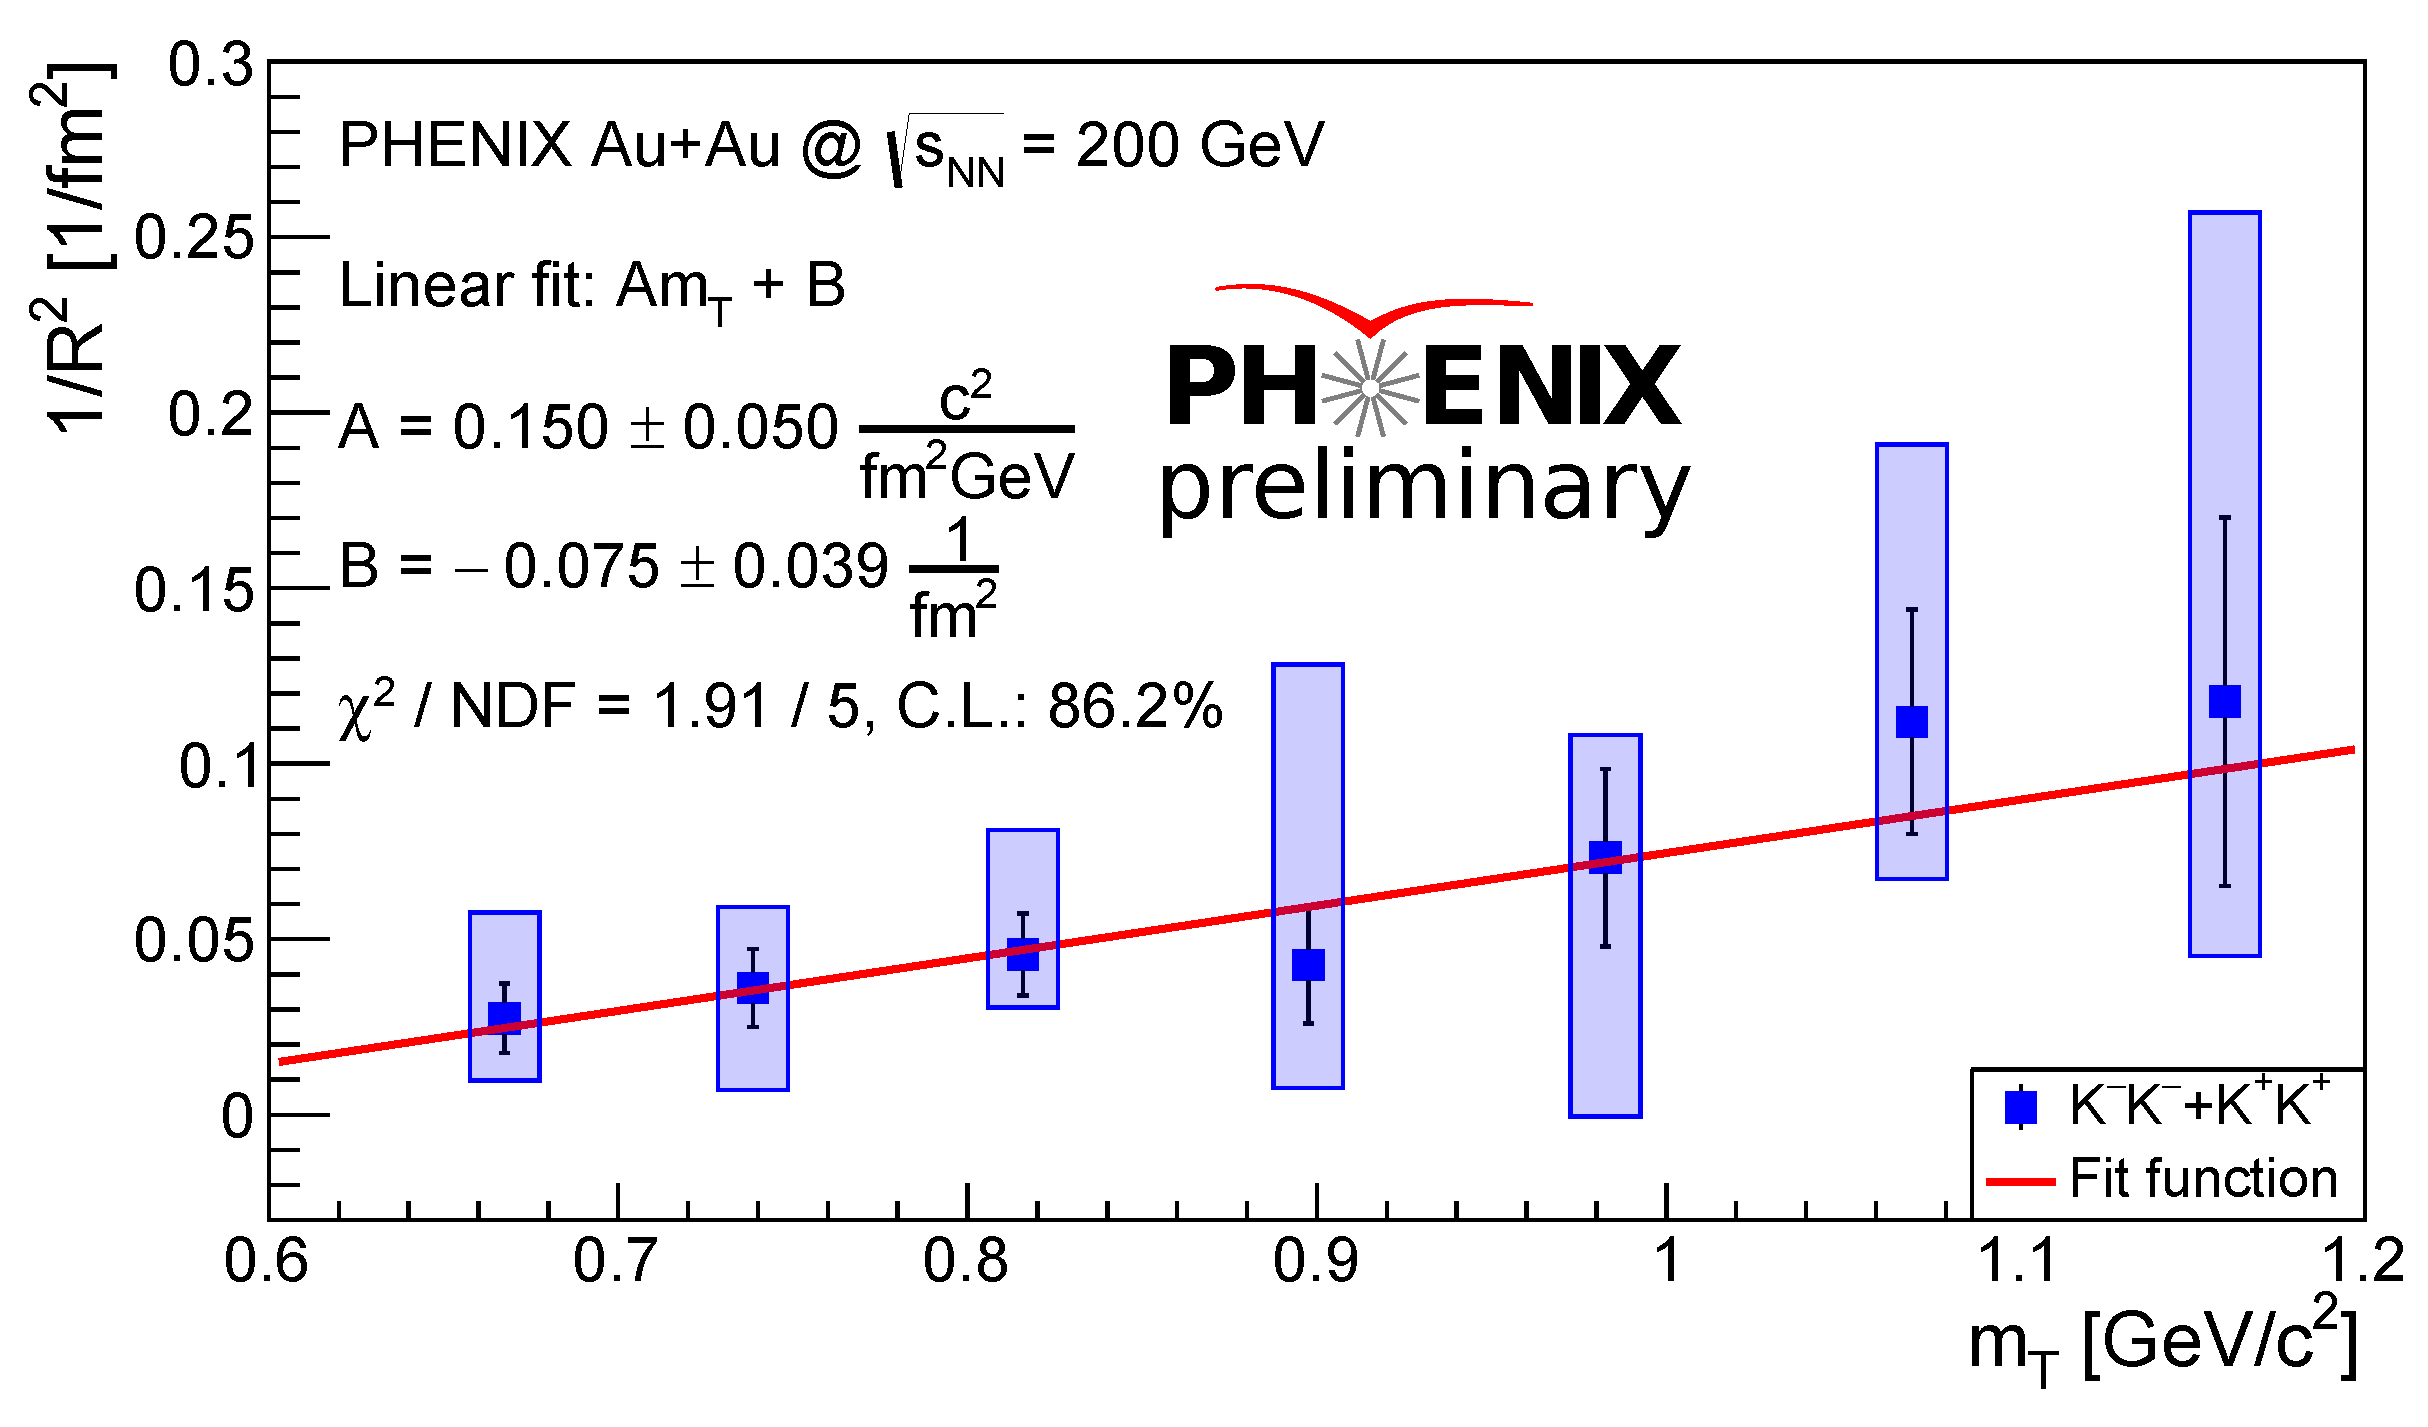 1/R² [1/fm²]
0.3
0.25
0.2
0.15
0.1
0.05
0
PHENIX Au+Au @ √s_NN = 200 GeV
Linear fit: Am_T + B
A = 0.150 ± 0.050 c²/fm²GeV
B = − 0.075 ± 0.039 1/fm²
χ² / NDF = 1.91 / 5, C.L.: 86.2%
PHENIX
preliminary
K⁻K⁻+K⁺K⁺
Fit function
0.6 0.7 0.8 0.9 1 1.1 1.2
m_T [GeV/c²]